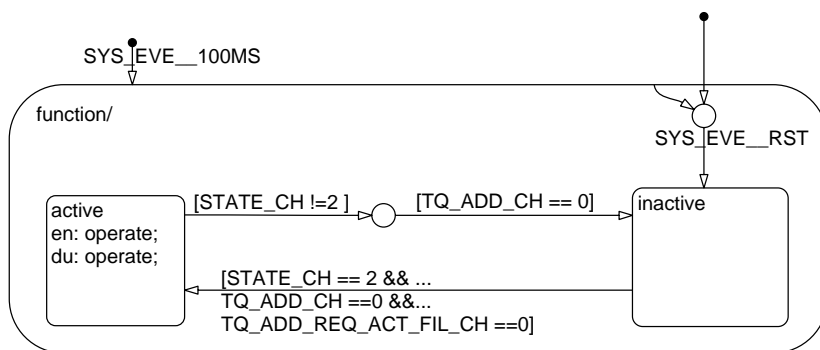 SYS_EVE__100MS
function/
SYS_EVE__RST
active
en: operate;
du: operate;
[STATE_CH !=2 ]
[TQ_ADD_CH == 0]
inactive
[STATE_CH == 2 && ...
TQ_ADD_CH ==0 &&...
TQ_ADD_REQ_ACT_FIL_CH ==0]